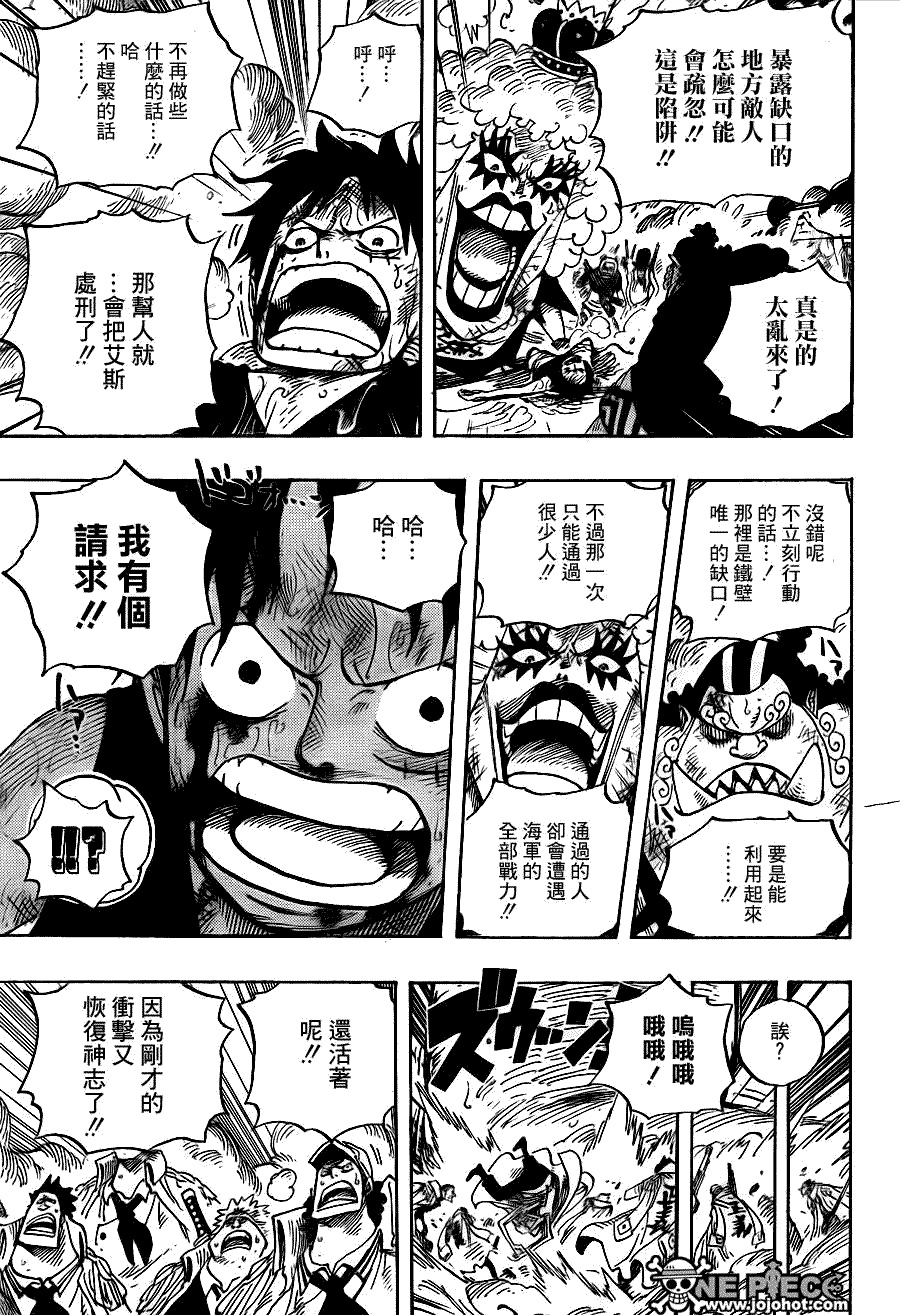 暴露缺口的
地方敵人
怎麼可能
會疏忽!!
這是陷阱!!
真是的
太亂來了!
呼…!
呼…!
不再做些
什麼的話…!!
哈
不趕緊的話
……!!
那幫人就
…會把艾斯
處刑了!!
沒錯呢
不立刻行動
的話…!
那裡是鐵壁
唯一的缺口!
要是能
利用起來
……!!
不過那一次
只能通過
很少人!!
通過的人
卻會遭遇
海軍的
全部戰力!!
哈…
哈…
ドゴォ…
我有個
請求!!
!!?
誒?
嗚哦哦
哦哦!
ズウン
還活著
呢!!
因為剛才的
衝擊又
恢復神志了!!
ONE PIECE
www.jojohot.com